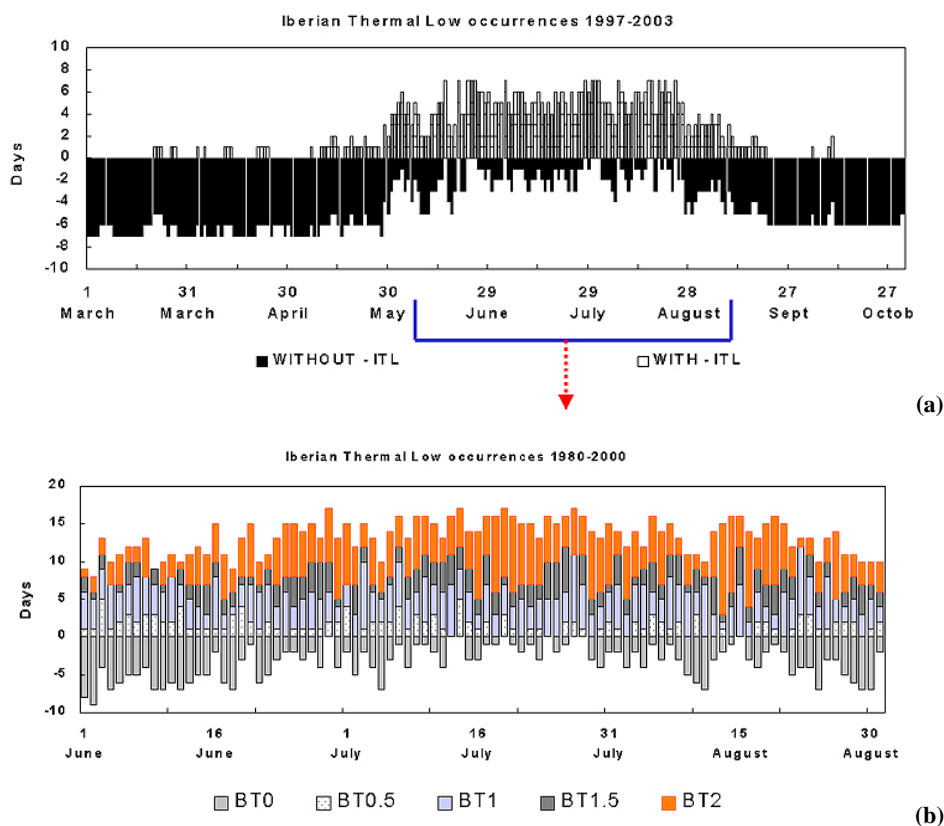 Iberian Thermal Low occurrences 1997-2003
Days
10
8
6
4
2
0
-2
-4
-6
-8
-10
1 31 30 30 29 29 28 27 27
March March April May June July August Sept Octob
WITHOUT - ITL WITH - ITL
(a)
Iberian Thermal Low occurrences 1980-2000
Days
20
15
10
5
0
-5
-10
1 16 1 16 31 15 30
June June July July July August August
BT0 BT0.5 BT1 BT1.5 BT2
(b)